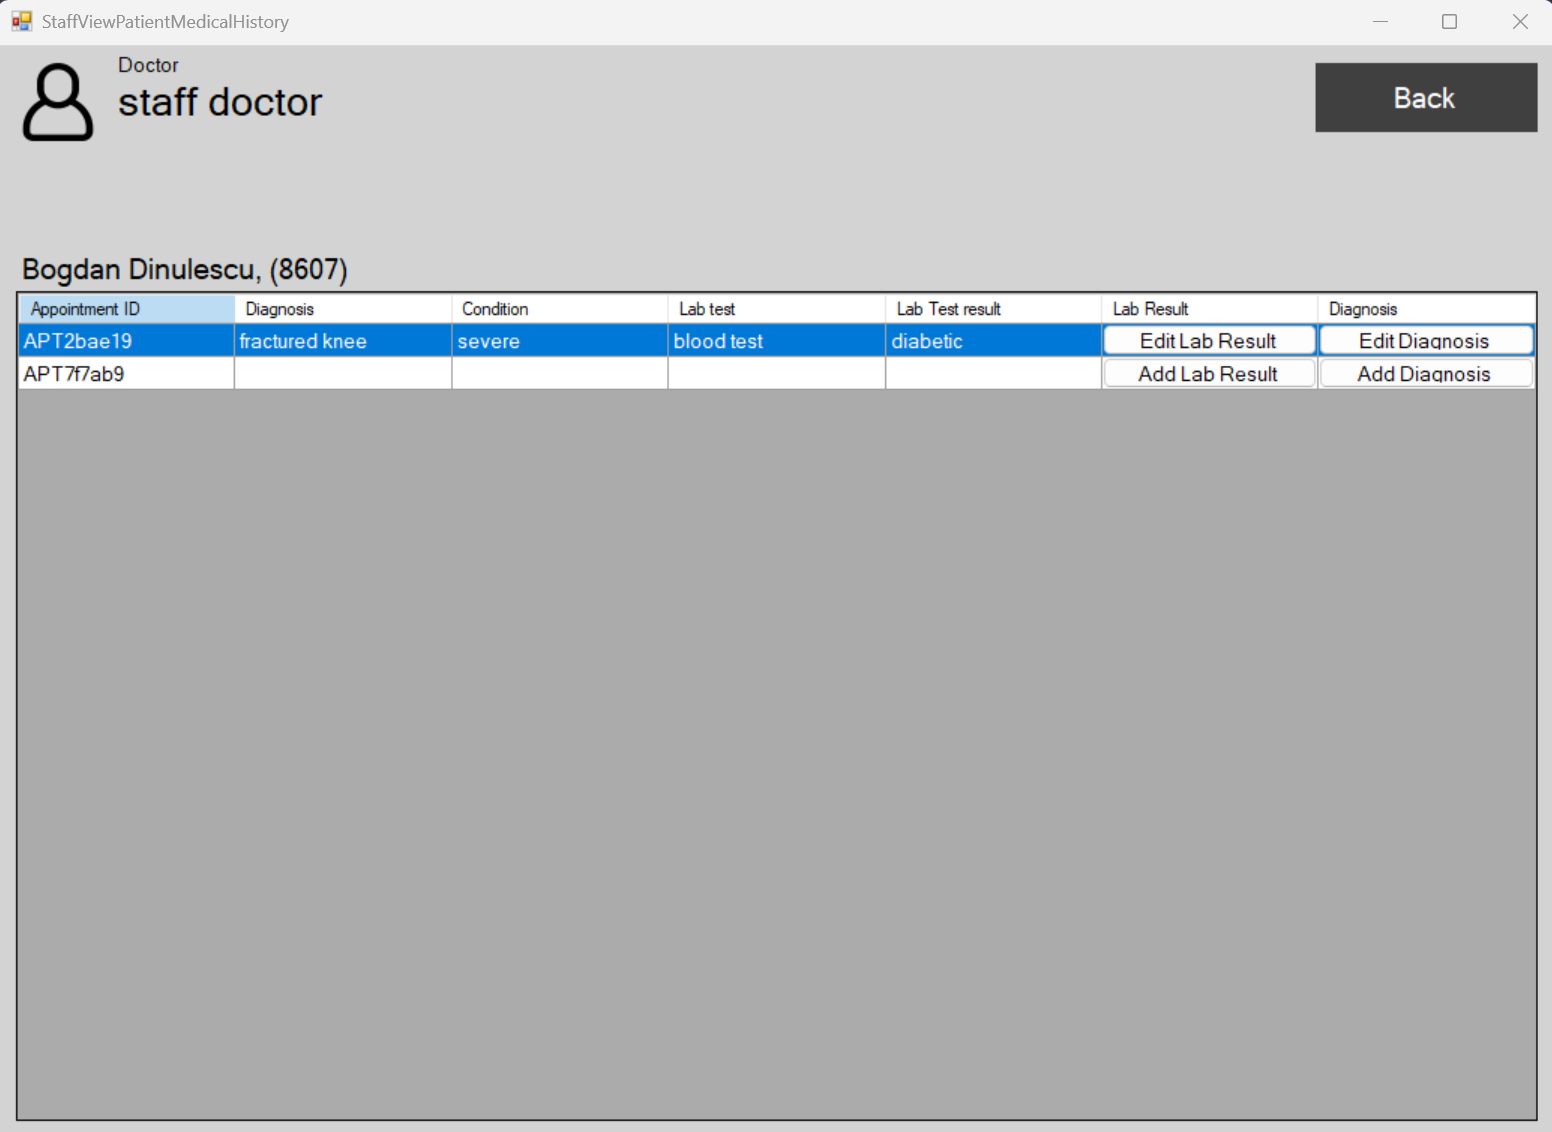 StaffViewPatientMedicalHistory
Doctor
staff doctor
Back
Bogdan Dinulescu, (8607)
Appointment ID Diagnosis Condition Lab test Lab Test result Lab Result Diagnosis
APT2bae19 fractured knee severe blood test diabetic Edit Lab Result Edit Diagnosis
APT7f7ab9 Add Lab Result Add Diagnosis